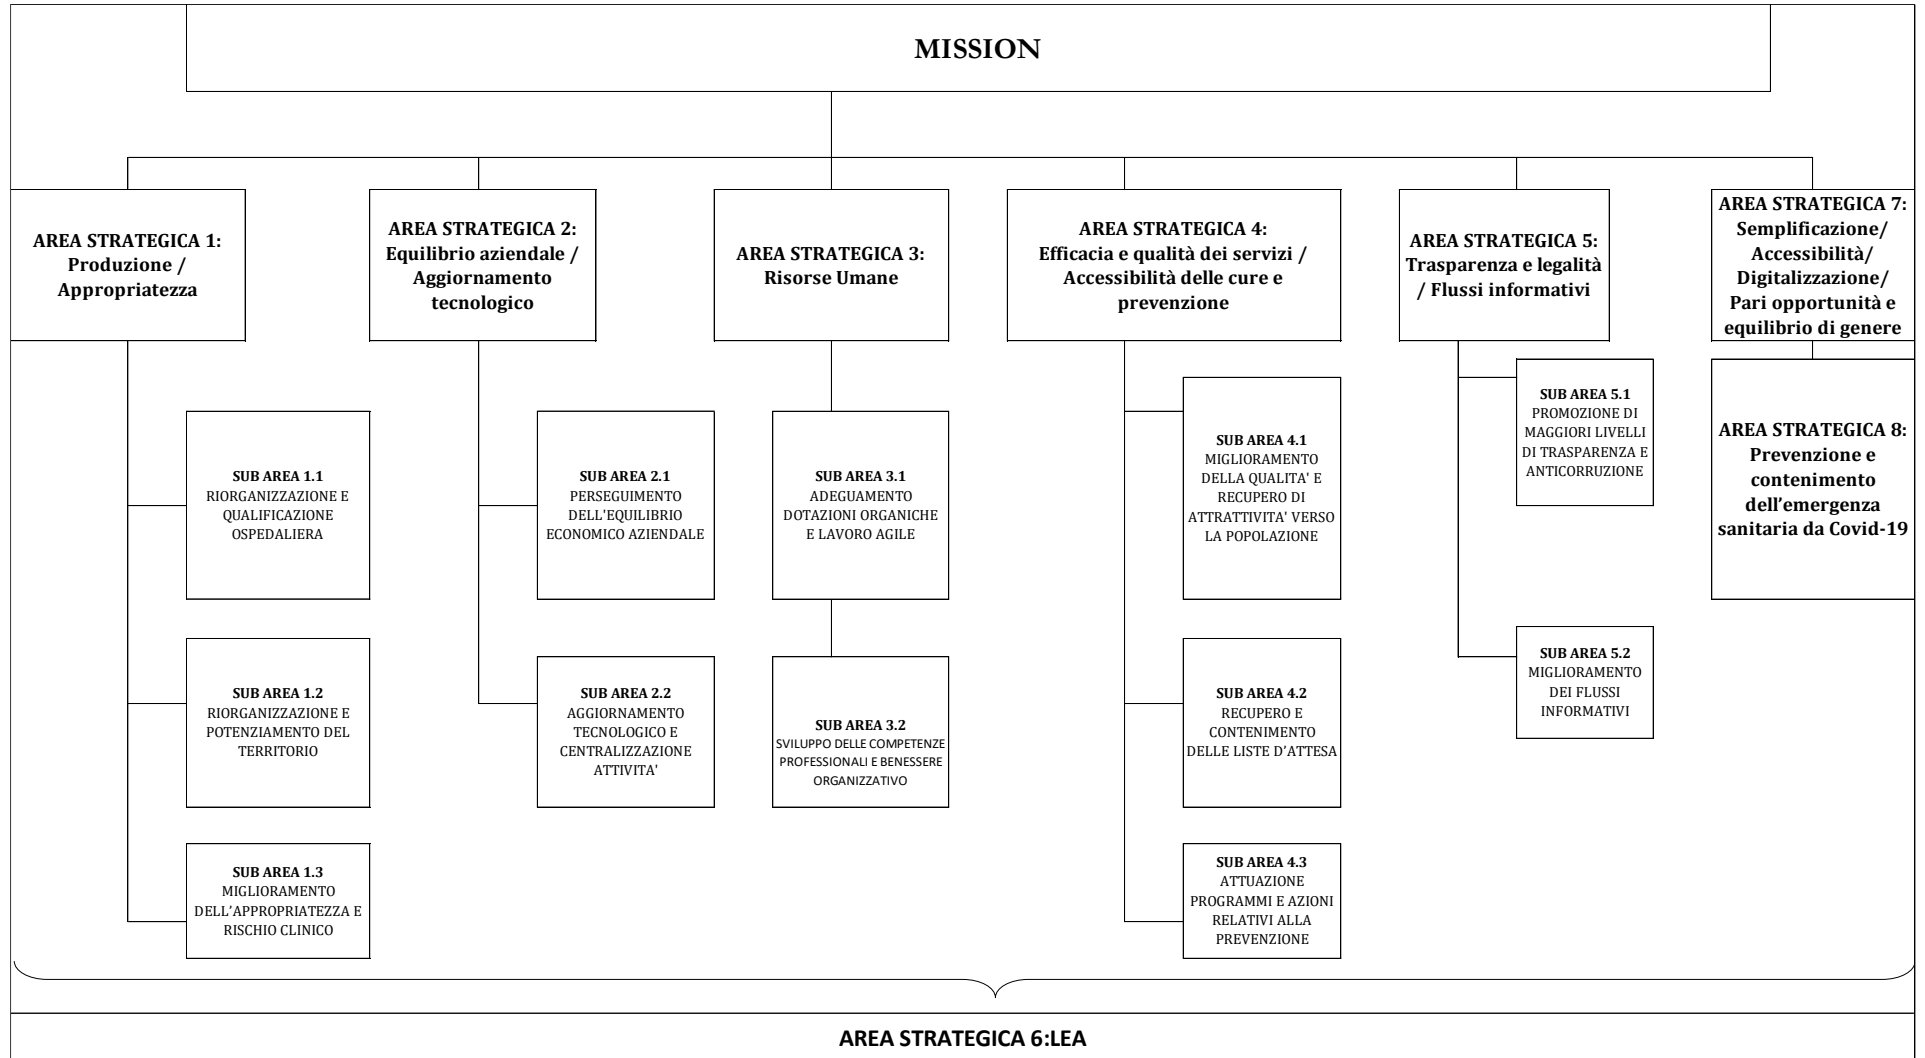 MISSION
AREA STRATEGICA 1:
Produzione /
Appropriatezza
AREA STRATEGICA 2:
Equilibrio aziendale /
Aggiornamento
tecnologico
AREA STRATEGICA 3:
Risorse Umane
AREA STRATEGICA 4:
Efficacia e qualità dei servizi /
Accessibilità delle cure e
prevenzione
AREA STRATEGICA 5:
Trasparenza e legalità
/ Flussi informativi
AREA STRATEGICA 7:
Semplificazione/
Accessibilità/
Digitalizzazione/
Pari opportunità e
equilibrio di genere
SUB AREA 1.1
RIORGANIZZAZIONE E
QUALIFICAZIONE
OSPEDALIERA
SUB AREA 2.1
PERSEGUIMENTO
DELL'EQUILIBRIO
ECONOMICO AZIENDALE
SUB AREA 3.1
ADEGUAMENTO
DOTAZIONI ORGANICHE
E LAVORO AGILE
SUB AREA 4.1
MIGLIORAMENTO
DELLA QUALITA' E
RECUPERO DI
ATTRATTIVITA' VERSO
LA POPOLAZIONE
SUB AREA 5.1
PROMOZIONE DI
MAGGIORI LIVELLI
DI TRASPARENZA E
ANTICORRUZIONE
AREA STRATEGICA 8:
Prevenzione e
contenimento
dell'emergenza
sanitaria da Covid-19
SUB AREA 1.2
RIORGANIZZAZIONE E
POTENZIAMENTO DEL
TERRITORIO
SUB AREA 2.2
AGGIORNAMENTO
TECNOLOGICO E
CENTRALIZZAZIONE
ATTIVITA'
SUB AREA 3.2
SVILUPPO DELLE COMPETENZE
PROFESSIONALI E BENESSERE
ORGANIZZATIVO
SUB AREA 4.2
RECUPERO E
CONTENIMENTO
DELLE LISTE D'ATTESA
SUB AREA 5.2
MIGLIORAMENTO
DEI FLUSSI
INFORMATIVI
SUB AREA 1.3
MIGLIORAMENTO
DELL'APPROPRIATEZZA E
RISCHIO CLINICO
SUB AREA 4.3
ATTUAZIONE
PROGRAMMI E AZIONI
RELATIVI ALLA
PREVENZIONE
AREA STRATEGICA 6:LEA